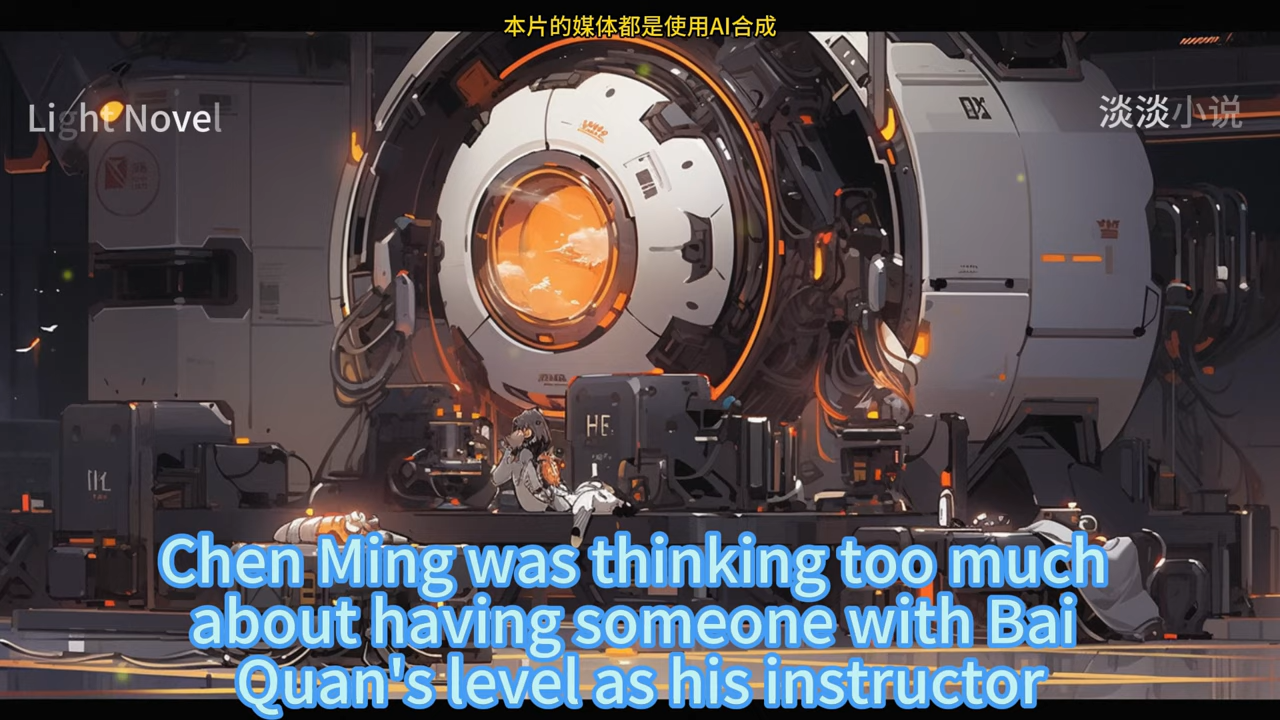 本片的媒体都是使用AI合成
Light Novel
淡淡小说
HE
Chen Ming was thinking too much
about having someone with Bai
Quan's level as his instructor